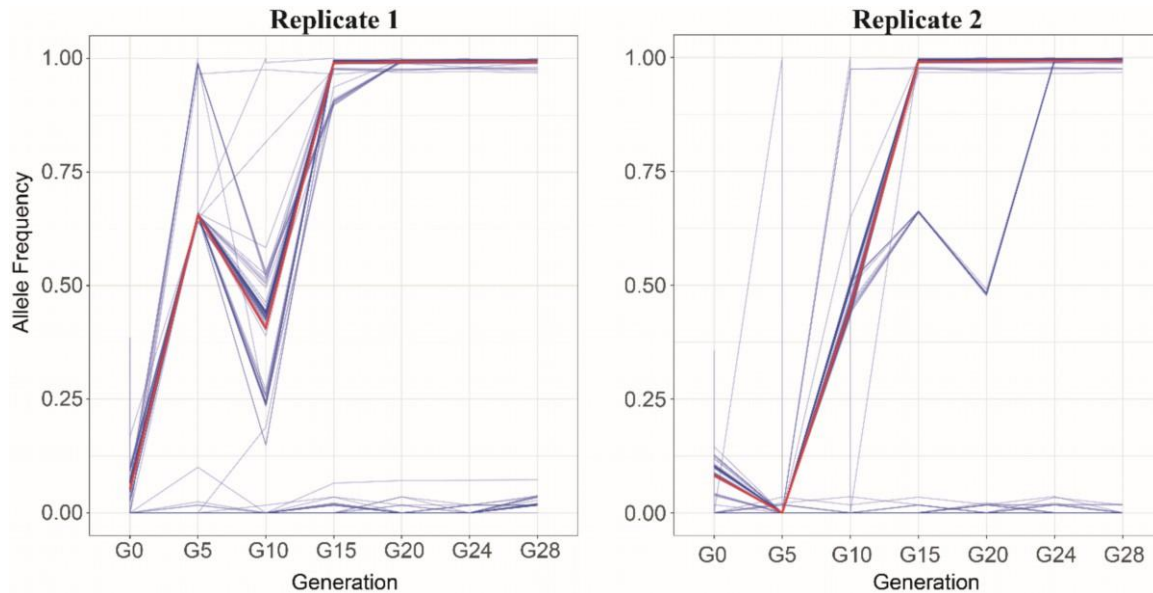 Replicate 1
Replicate 2
Allele Frequency
1.00
0.75
0.50
0.25
0.00
G0 G5 G10 G15 G20 G24 G28
Generation
1.00
0.75
0.50
0.25
0.00
G0 G5 G10 G15 G20 G24 G28
Generation